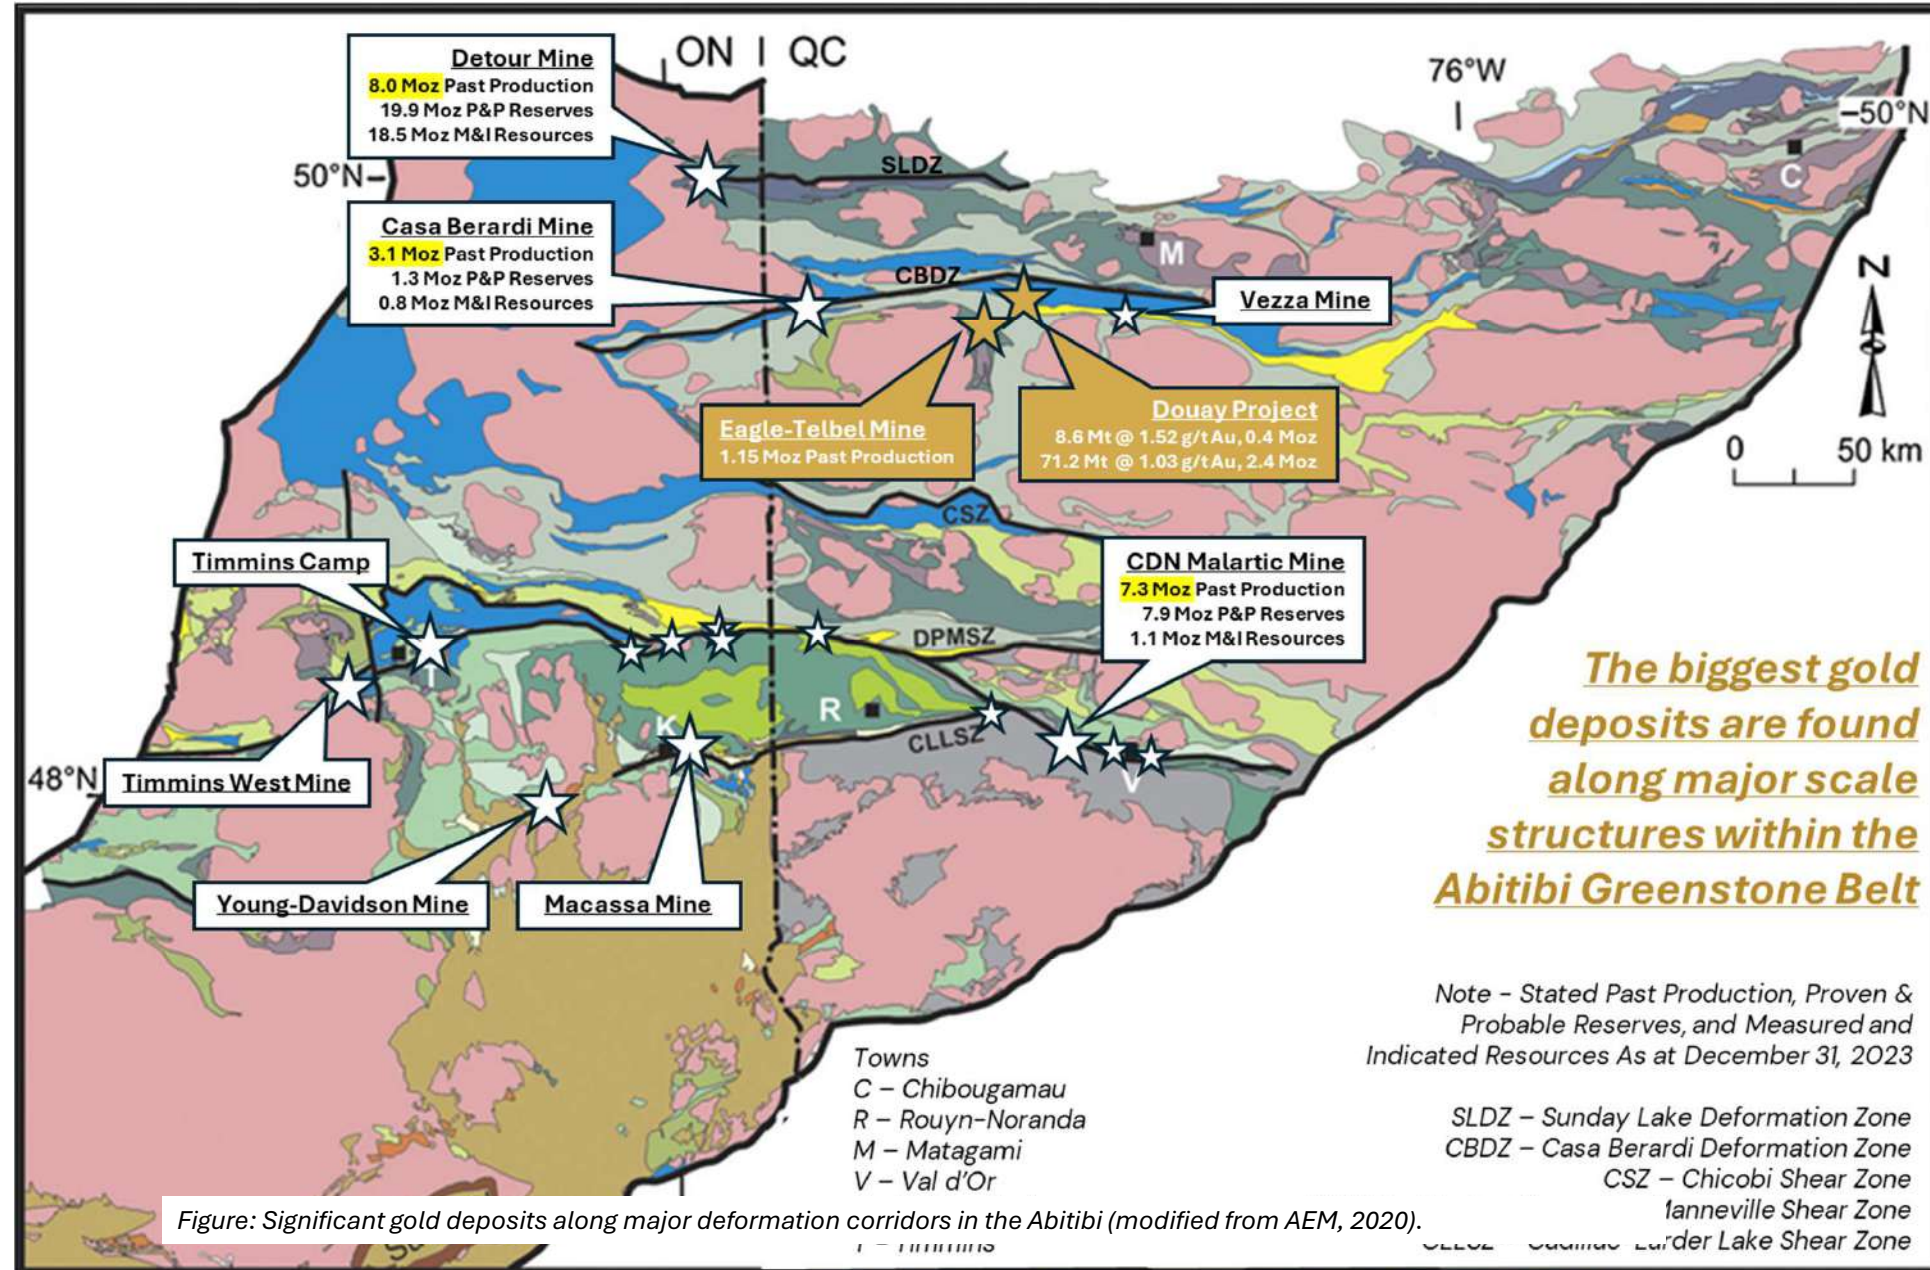 ON | QC
Detour Mine
8.0 Moz Past Production
19.9 Moz P&P Reserves
18.5 Moz M&I Resources
76°W
50°N
50°N
SLDZ
C
Casa Berardi Mine
3.1 Moz Past Production
1.3 Moz P&P Reserves
0.8 Moz M&I Resources
M
CBDZ
N
Vezza Mine
Eagle-Telbel Mine
1.15 Moz Past Production
Douay Project
8.6 Mt @ 1.52 g/t Au, 0.4 Moz
71.2 Mt @ 1.03 g/t Au, 2.4 Moz
0 50 km
CSZ
Timmins Camp
CDN Malartic Mine
7.3 Moz Past Production
7.9 Moz P&P Reserves
1.1 Moz M&I Resources
DPMSZ
T
K
R
CLLSZ
V
48°N
Timmins West Mine
Young-Davidson Mine
Macassa Mine
The biggest gold
deposits are found
along major scale
structures within the
Abitibi Greenstone Belt
Note – Stated Past Production, Proven &
Probable Reserves, and Measured and
Indicated Resources As at December 31, 2023
Towns
C – Chibougamau
R – Rouyn-Noranda
M – Matagami
V – Val d'Or
SLDZ – Sunday Lake Deformation Zone
CBDZ – Casa Berardi Deformation Zone
CSZ – Chicobi Shear Zone
Shear Zone
Lake Shear Zone
Figure: Significant gold deposits along major deformation corridors in the Abitibi (modified from AEM, 2020).